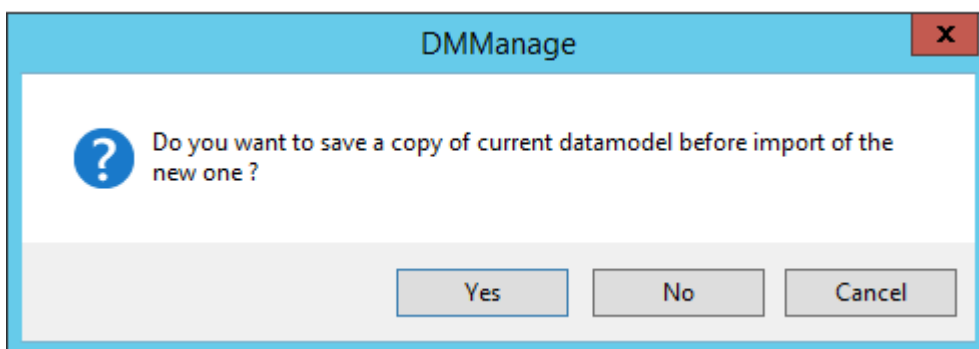 DMManage
x
Do you want to save a copy of current datamodel before import of the
new one ?
Yes No Cancel